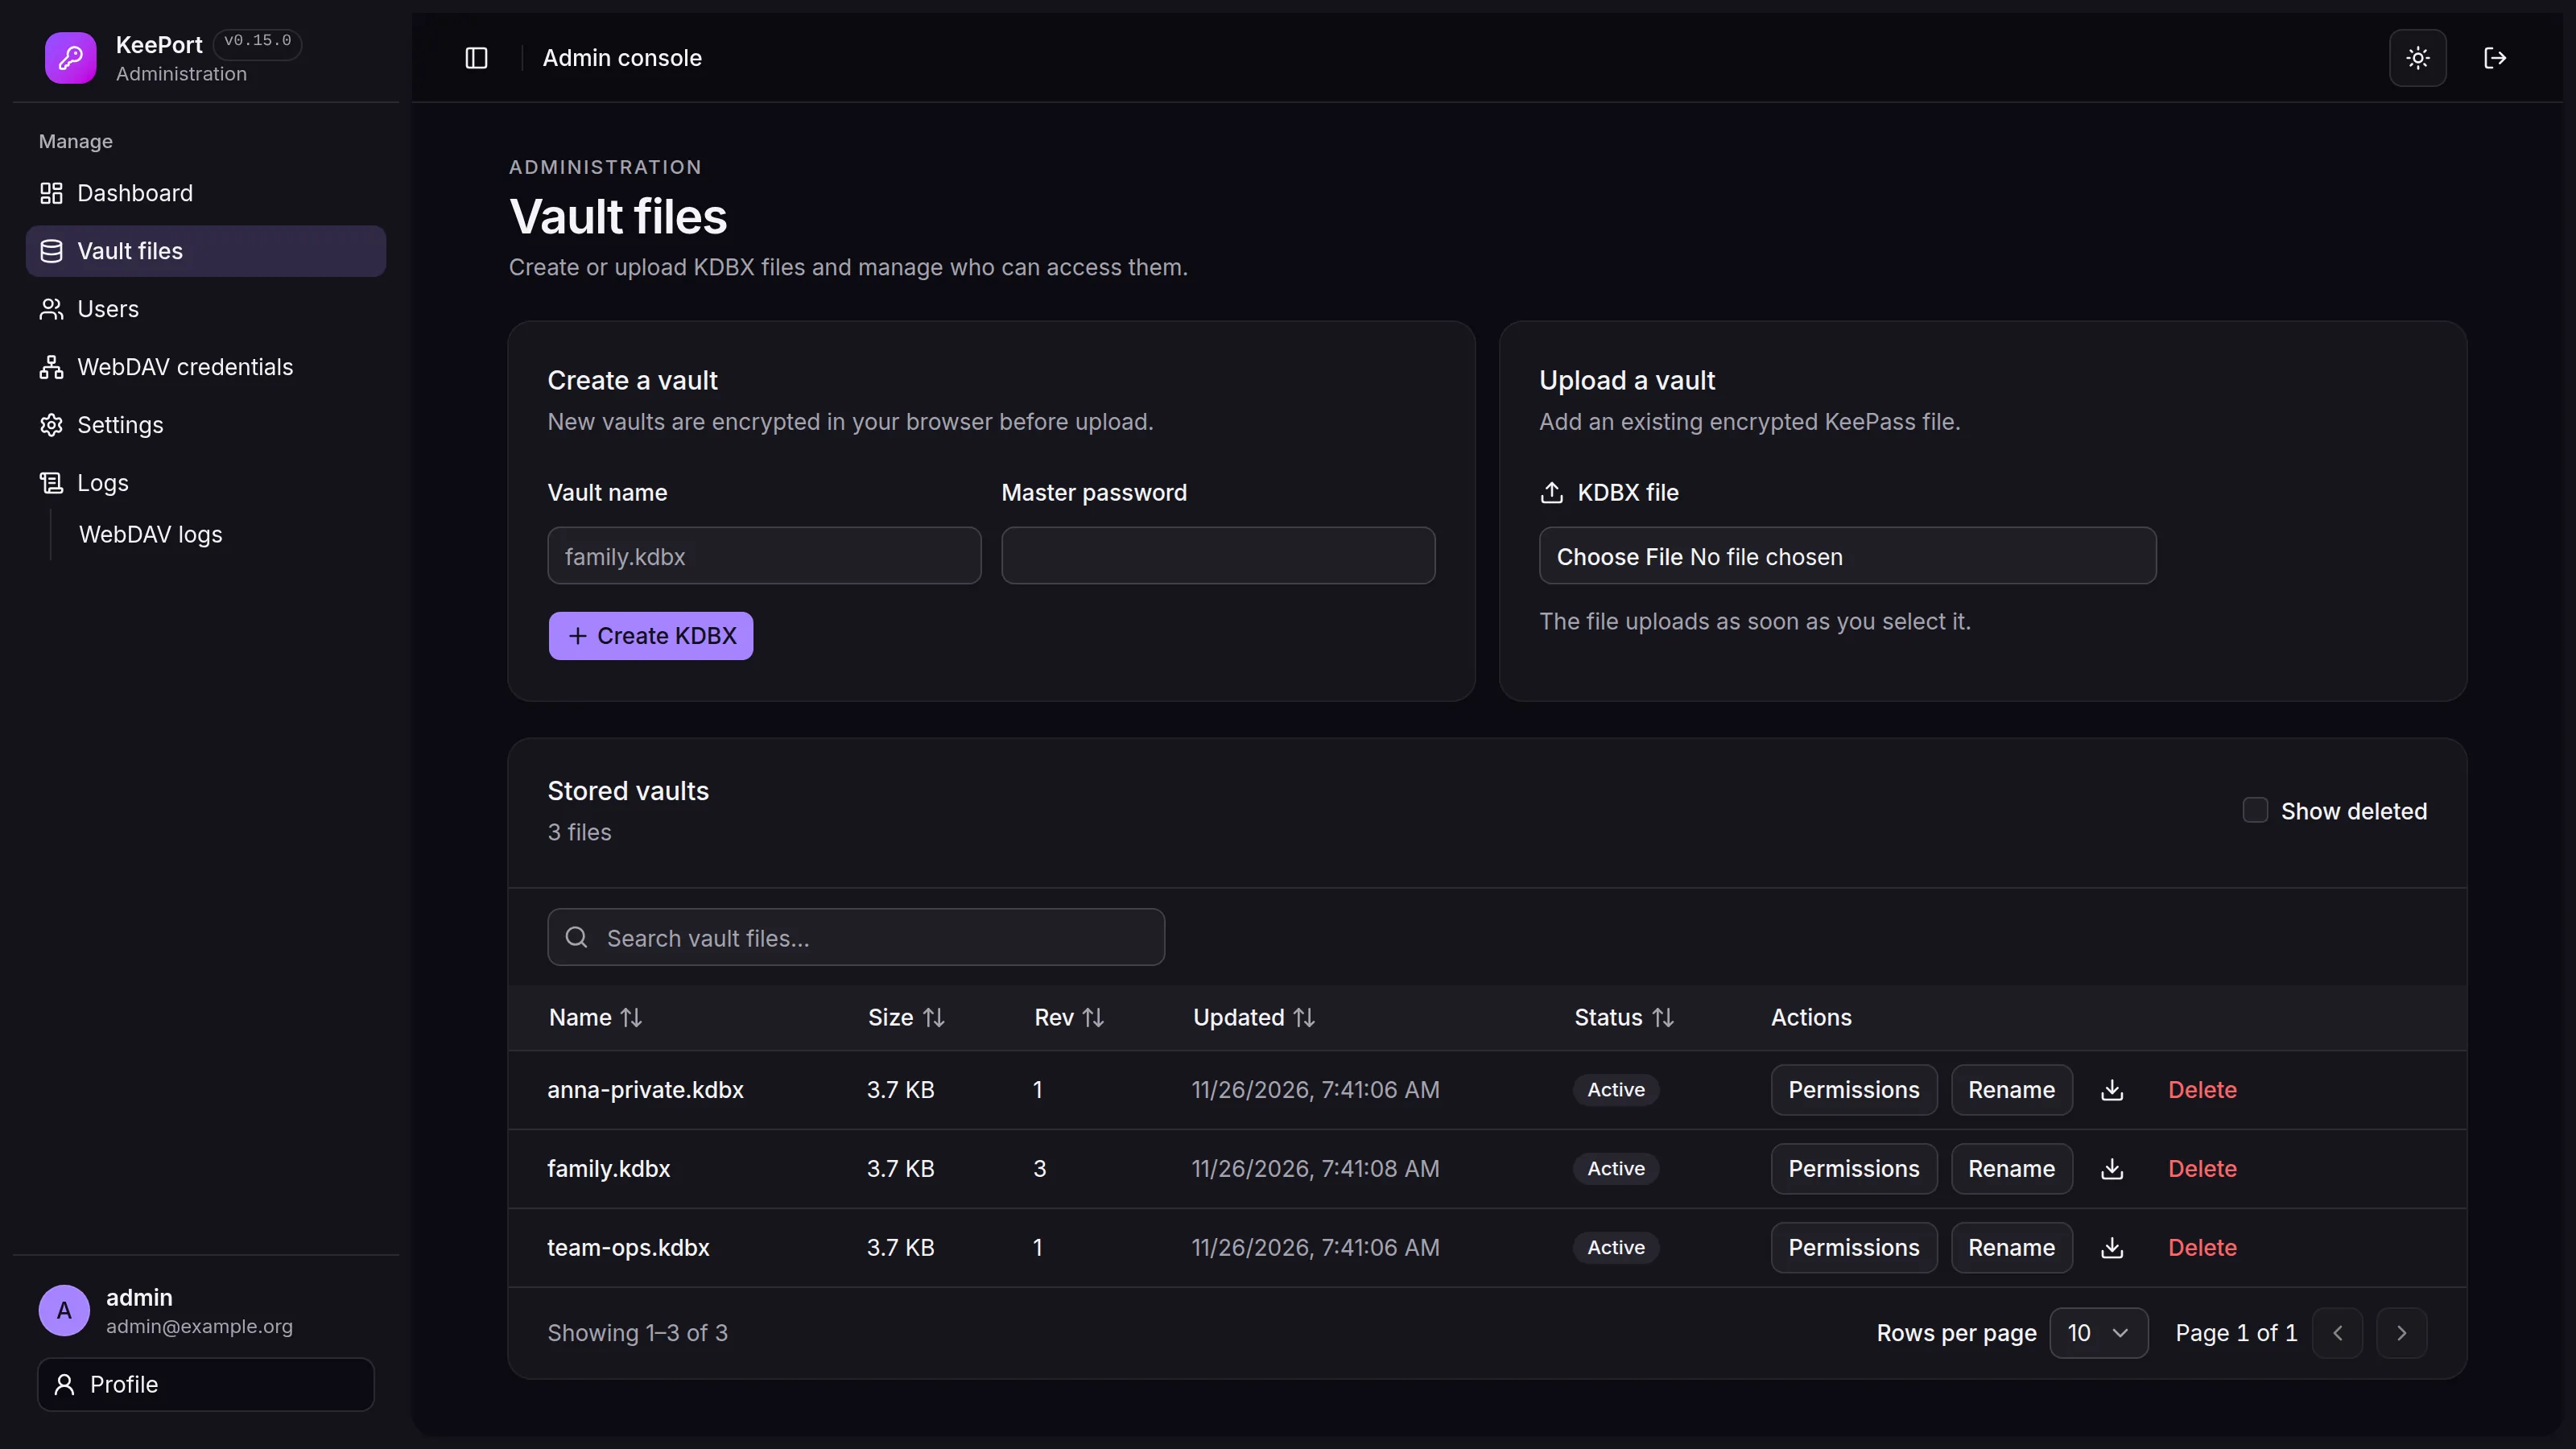 KeePort v0.15.0
Administration
Manage
Dashboard
Vault files
Users
WebDAV credentials
Settings
Logs
WebDAV logs
A
admin
admin@example.org
Profile
Admin console
ADMINISTRATION
Vault files
Create or upload KDBX files and manage who can access them.
Create a vault
New vaults are encrypted in your browser before upload.
Vault name Master password
family.kdbx
Create KDBX
Upload a vault
Add an existing encrypted KeePass file.
KDBX file
Choose File No file chosen
The file uploads as soon as you select it.
Stored vaults
3 files
Show deleted
Search vault files...
Name Size Rev Updated Status Actions
anna-private.kdbx 3.7 KB 1 11/26/2026, 7:41:06 AM Active Permissions Rename Delete
family.kdbx 3.7 KB 3 11/26/2026, 7:41:08 AM Active Permissions Rename Delete
team-ops.kdbx 3.7 KB 1 11/26/2026, 7:41:06 AM Active Permissions Rename Delete
Showing 1–3 of 3 Rows per page 10 Page 1 of 1